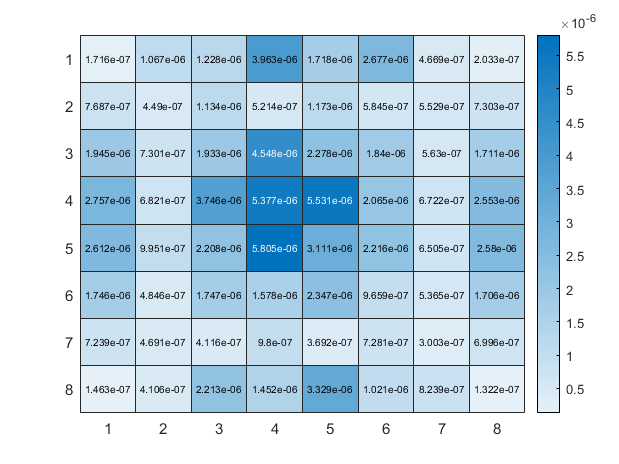 ×10-6
1 1.716e-07 1.067e-06 1.228e-06 3.963e-06 1.718e-06 2.677e-06 4.669e-07 2.033e-07
2 7.687e-07 4.49e-07 1.134e-06 5.214e-07 1.173e-06 5.845e-07 5.529e-07 7.303e-07
3 1.945e-06 7.301e-07 1.933e-06 4.548e-06 2.278e-06 1.84e-06 5.63e-07 1.711e-06
4 2.757e-06 6.821e-07 3.746e-06 5.377e-06 5.531e-06 2.065e-06 6.722e-07 2.553e-06
5 2.612e-06 9.951e-07 2.208e-06 5.805e-06 3.111e-06 2.216e-06 6.505e-07 2.58e-06
6 1.746e-06 4.846e-07 1.747e-06 1.578e-06 2.347e-06 9.659e-07 5.365e-07 1.706e-06
7 7.239e-07 4.691e-07 4.116e-07 9.8e-07 3.692e-07 7.281e-07 3.003e-07 6.996e-07
8 1.463e-07 4.106e-07 2.213e-06 1.452e-06 3.329e-06 1.021e-06 8.239e-07 1.322e-07
1 2 3 4 5 6 7 8
5.5
5
4.5
4
3.5
3
2.5
2
1.5
1
0.5